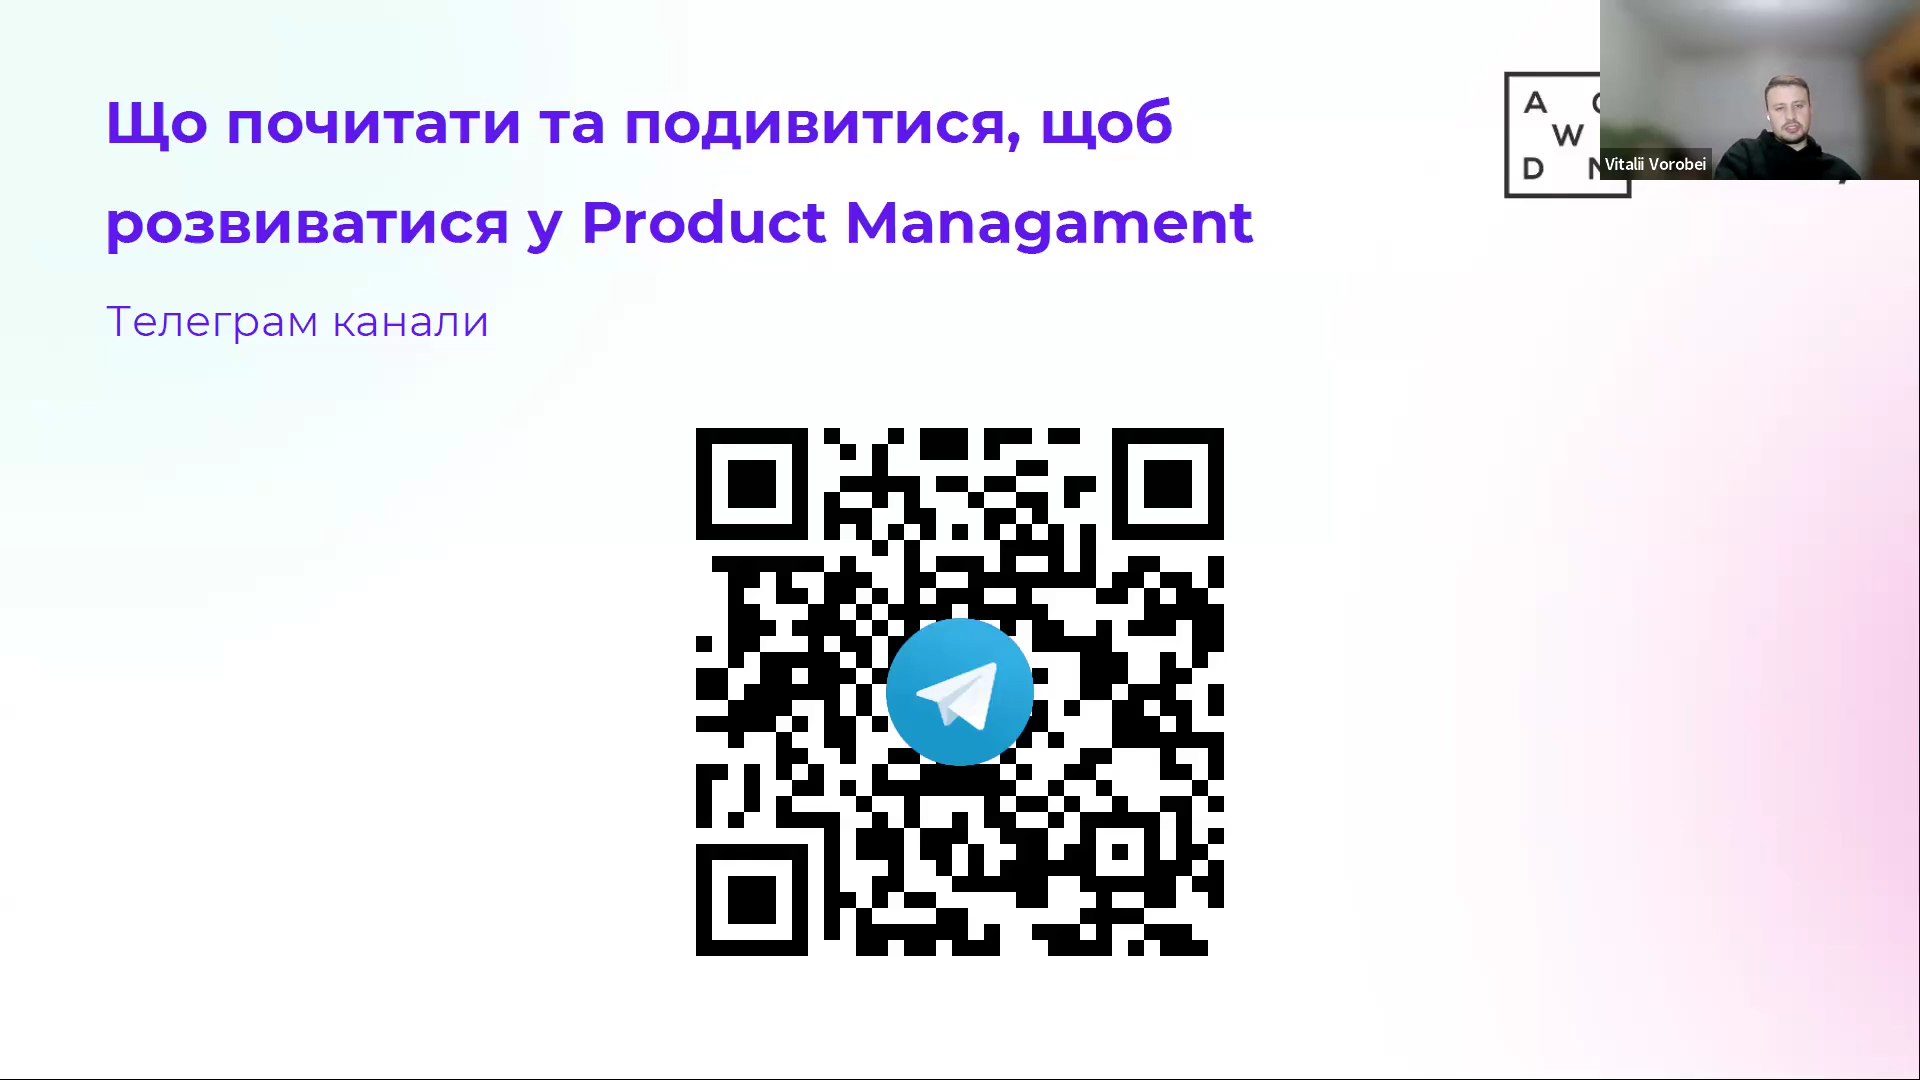 Що почитати та подивитися, щоб
розвиватися у Product Managament
Телеграм канали
A
W
D
Vitalii Vorobei